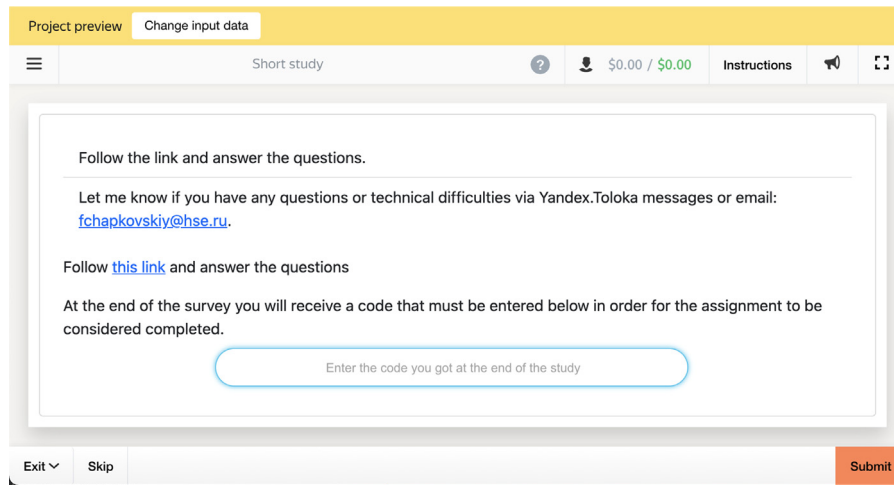 Project preview Change input data
Short study ? $0.00 / $0.00 Instructions
Follow the link and answer the questions.
Let me know if you have any questions or technical difficulties via Yandex.Toloka messages or email:
fchapkovskiy@hse.ru.
Follow this link and answer the questions
At the end of the survey you will receive a code that must be entered below in order for the assignment to be
considered completed.
Enter the code you got at the end of the study
Exit Skip Submit